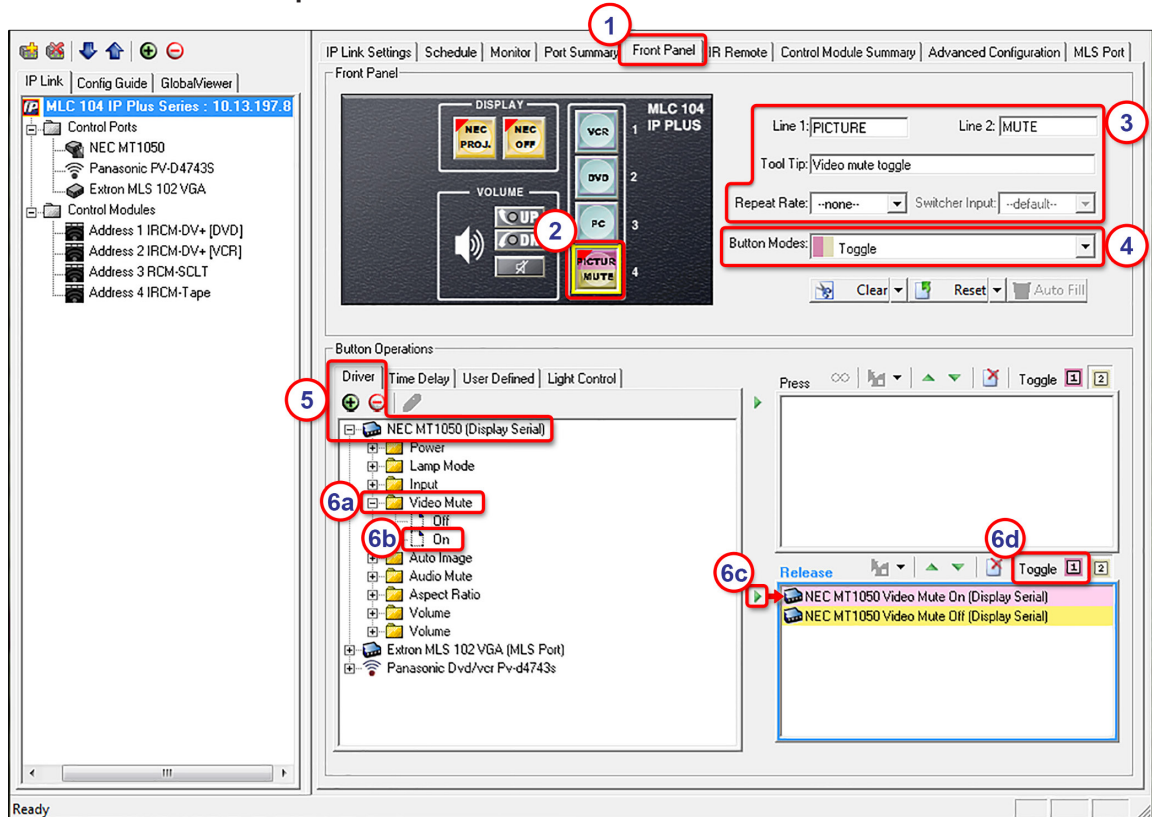 1
IP Link
Config Guide
GlobalViewer
MLC 104 IP Plus Series : 10.13.197.8
Control Ports
NEC MT1050
Panasonic PV-D4743S
Extron MLS 102 VGA
Control Modules
Address 1 IRCM-DV+ [DVD]
Address 2 IRCM-DV+ [VCR]
Address 3 RCM-SCLT
Address 4 IRCM-Tape
IP Link Settings
Schedule
Monitor
Port Summary
Front Panel
IR Remote
Control Module Summary
Advanced Configuration
MLS Port
Front Panel
DISPLAY
NEC PROJ.
NEC OFF
VOLUME
UP
2
VCR
1
DVD
2
PC
3
PICTUR
MUTE
4
MLC 104
IP PLUS
Line 1: PICTURE
Line 2: MUTE
3
Tool Tip: Video mute toggle
Repeat Rate: --none--
Switcher Input: --default--
Button Modes: Toggle
4
Clear
Reset
Auto Fill
Button Operations
Driver
Time Delay
User Defined
Light Control
5
NEC MT1050 (Display Serial)
Power
Lamp Mode
Input
6a
Video Mute
Off
6b
On
Auto Image
Audio Mute
Aspect Ratio
Volume
Volume
Extron MLS 102 VGA (MLS Port)
Panasonic Dvd/vcr Pv-d4743s
Press
Toggle
1
2
6d
6c
Release
Toggle
1
2
NEC MT1050 Video Mute On (Display Serial)
NEC MT1050 Video Mute Off (Display Serial)
Ready